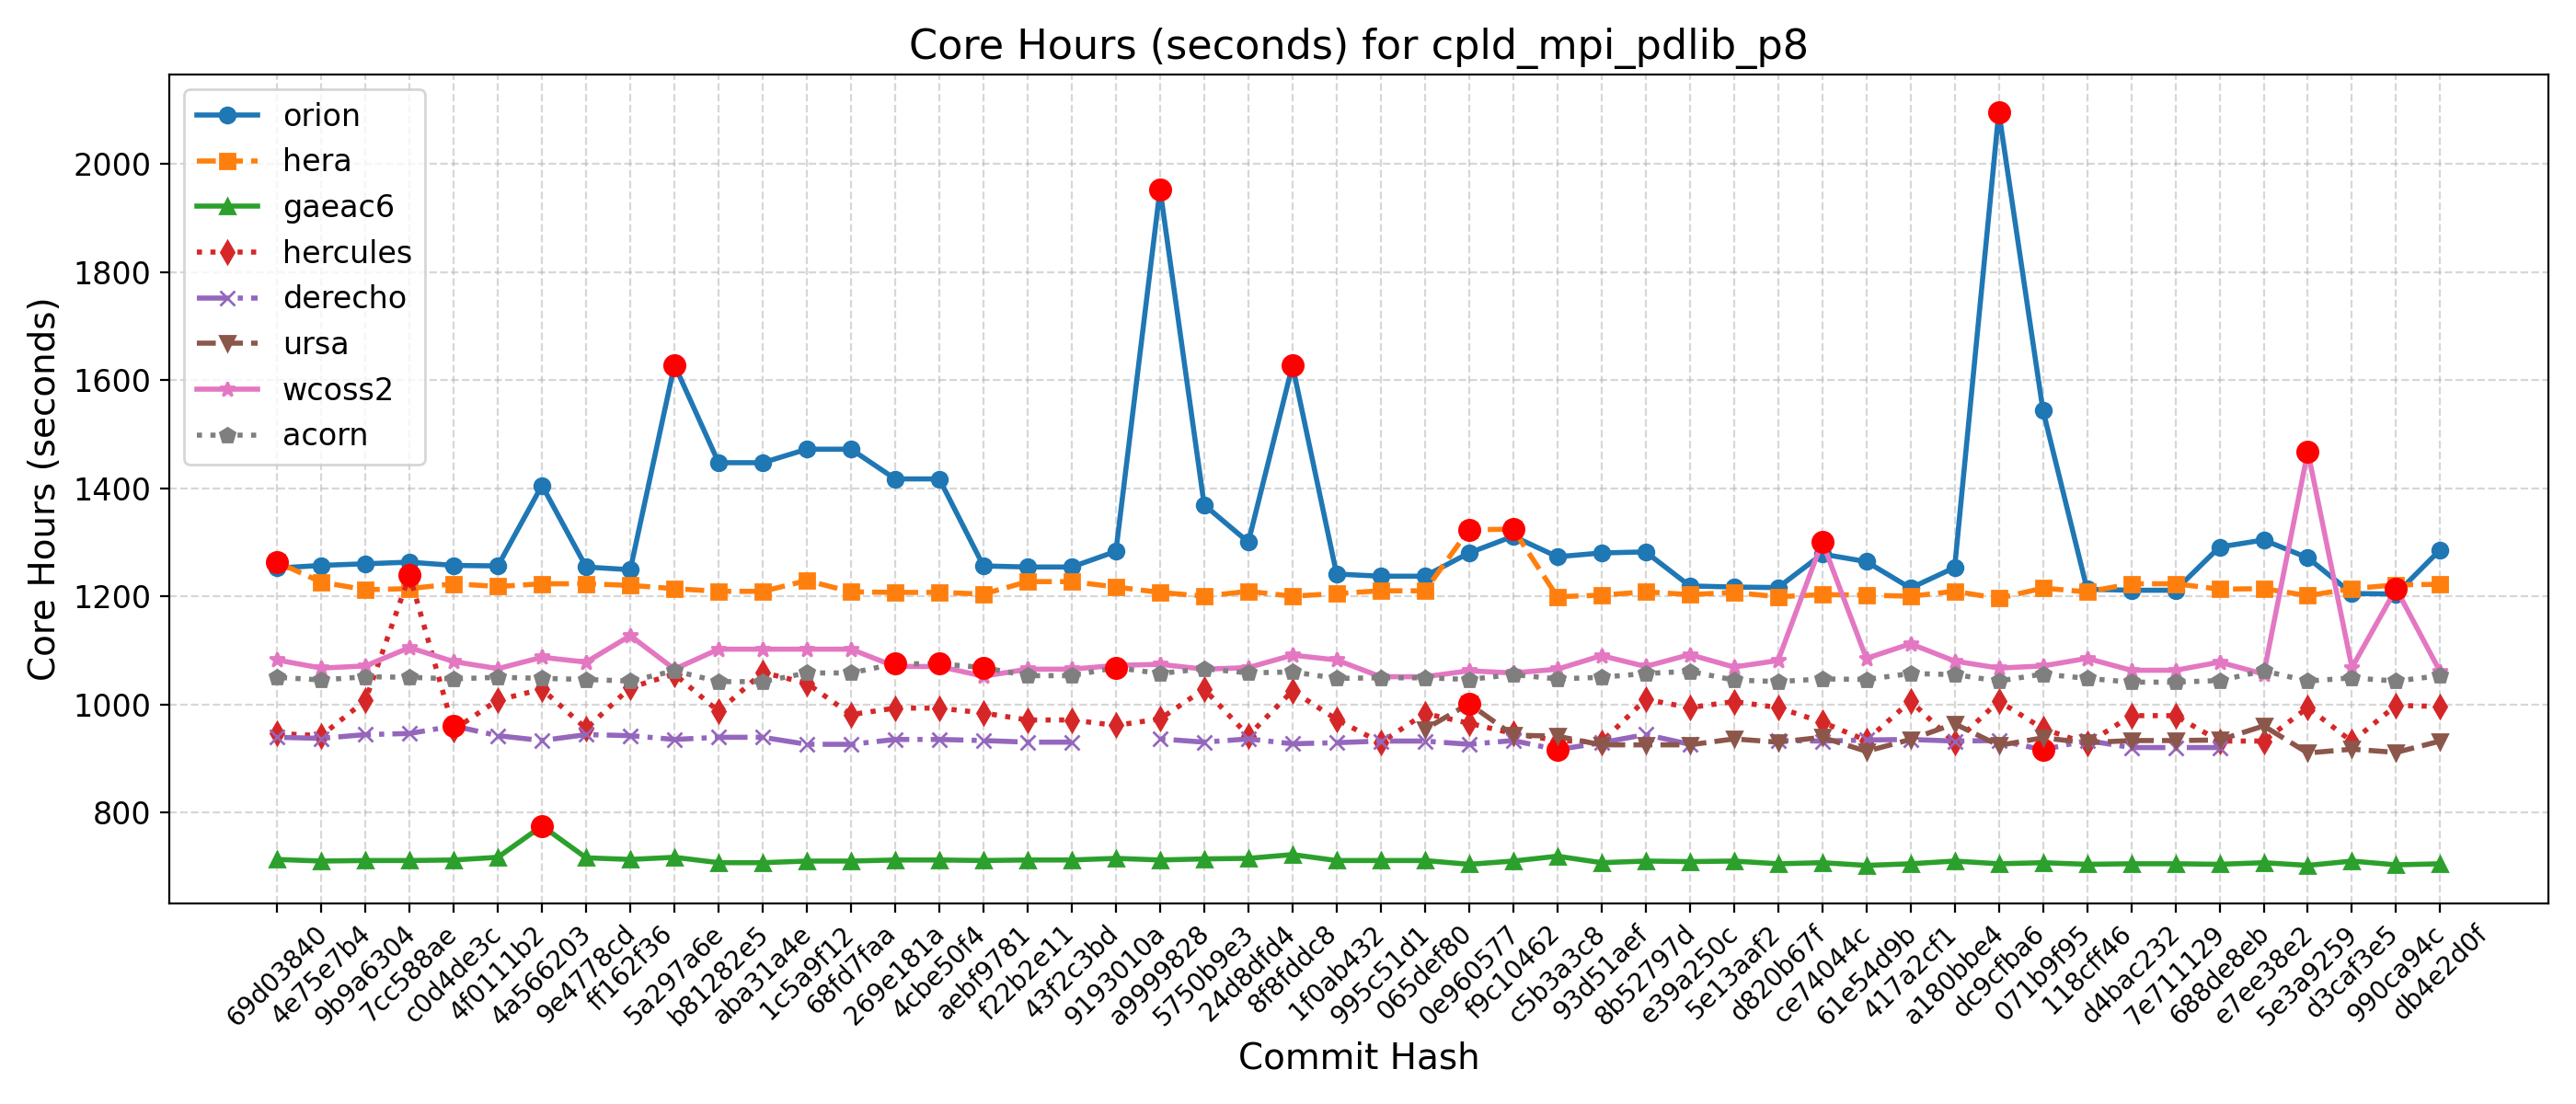 Core Hours (seconds) for cpld_mpi_pdlib_p8
orion
hera
gaeac6
hercules
derecho
ursa
wcoss2
acorn
Core Hours (seconds)
2000
1800
1600
1400
1200
1000
800
69d03840
4e75e7b4
9b9a6304
7cc588ae
c0d4de3c
4f0111b2
4a566203
9e4778cd
ff162f36
5a297a6e
b81282e5
aba31a4e
1c5a9f12
68fd7faa
269e181a
4cbe50f4
aebf9781
f22b2e11
43f2c3bd
9193010a
a9999828
5750b9e3
24d8dfd4
8f8fddc8
1f0ab432
995c51d1
065def80
0e960577
f9c10462
c5b3a3c8
93d51aef
8b52797d
e39a250c
5e13aaf2
d820b67f
ce74044c
61e54d9b
417a2cf1
a180bbe4
dc9cfba6
071b9f95
118cff46
d4bac232
7e711129
688de8eb
e7ee38e2
5e3a9259
d3caf3e5
990ca94c
db4e2d0f
Commit Hash